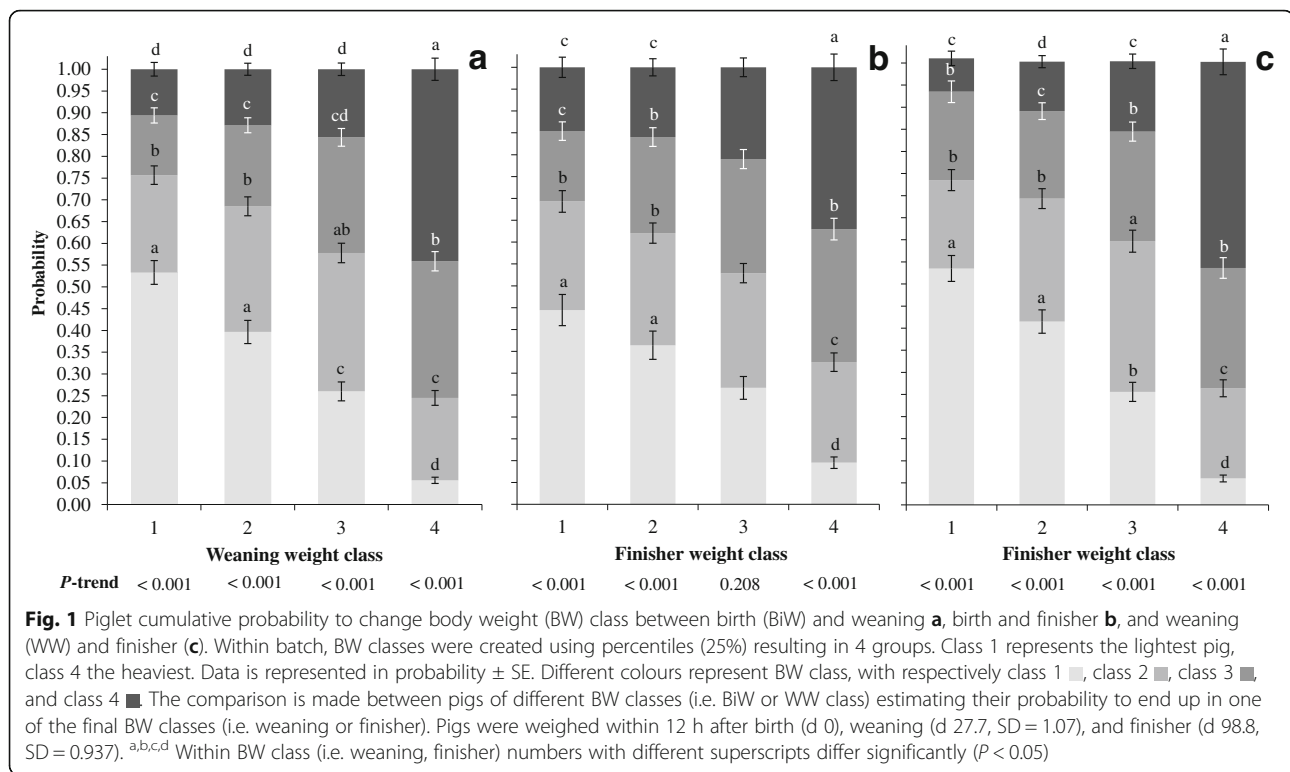 d d d a a
c c a b
c d c a c
1.00
0.95
0.90
0.85
0.80
0.75
0.70
0.65
0.60
0.55
0.50
0.45
0.40
0.35
0.30
0.25
0.20
0.15
0.10
0.05
0.00
Probability
c b a
c b a
cd ab c
b c d
c b a
b b a
b c d
b b a
c b a
b a b
b c d
1 2 3 4
Weaning weight class
1 2 3 4
Finisher weight class
1 2 3 4
Finisher weight class
P-trend < 0.001 < 0.001 < 0.001 < 0.001 < 0.001 < 0.001 0.208 < 0.001 < 0.001 < 0.001 < 0.001 < 0.001
Fig. 1 Piglet cumulative probability to change body weight (BW) class between birth (BiW) and weaning a, birth and finisher b, and weaning
(WW) and finisher (c). Within batch, BW classes were created using percentiles (25%) resulting in 4 groups. Class 1 represents the lightest pig,
class 4 the heaviest. Data is represented in probability ± SE. Different colours represent BW class, with respectively class 1 , class 2 , class 3
and class 4 . The comparison is made between pigs of different BW classes (i.e. BiW or WW class) estimating their probability to end up in one
of the final BW classes (i.e. weaning or finisher). Pigs were weighed within 12 h after birth (d 0), weaning (d 27.7, SD = 1.07), and finisher (d 98.8,
SD = 0.937). a,b,c,d Within BW class (i.e. weaning, finisher) numbers with different superscripts differ significantly (P < 0.05)